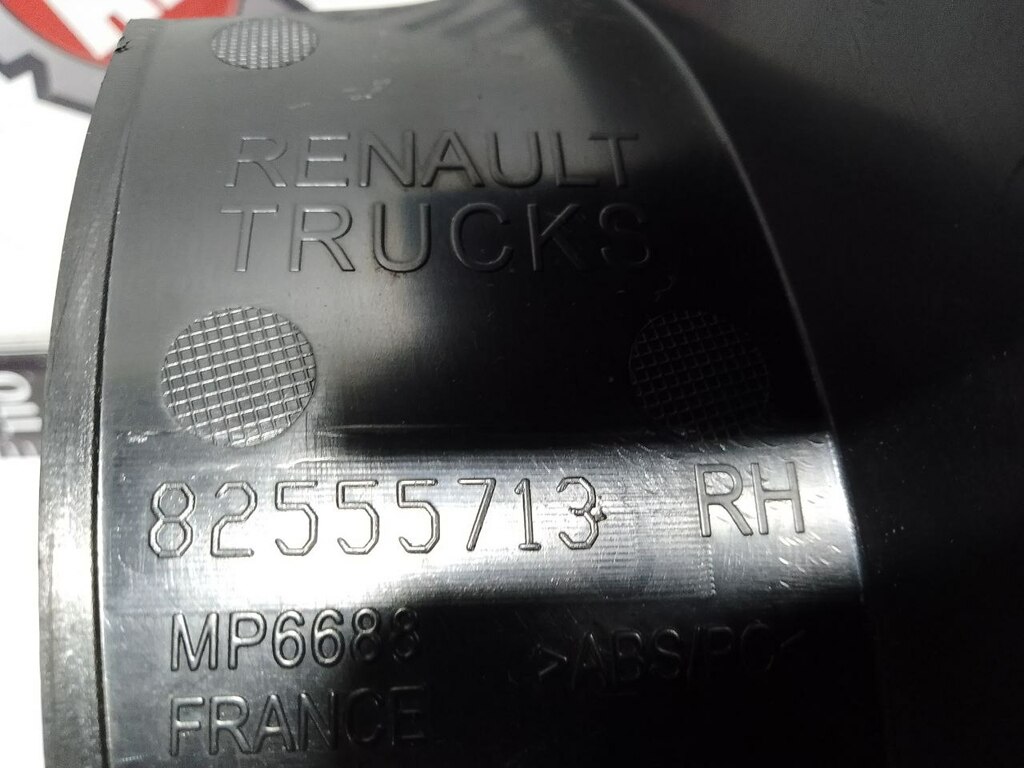 RENAULT
TRUCKS
82555713 RH
MP6688
FRANCE
>ABS/PC<